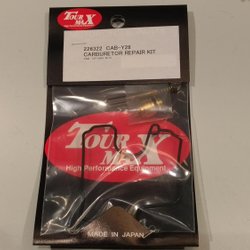 TOUR
MAX
226322 CAB-Y28
CARBURETOR REPAIR KIT
TOUR
MAX
High Performance Equipment
MADE IN JAPAN